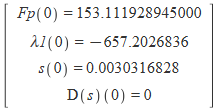 Fp(0) = 153.111928945000
λ1(0) = −657.2026836
s(0) = 0.0030316828
D(s)(0) = 0